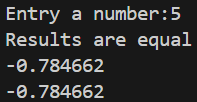 Entry a number:5
Results are equal
-0.784662
-0.784662